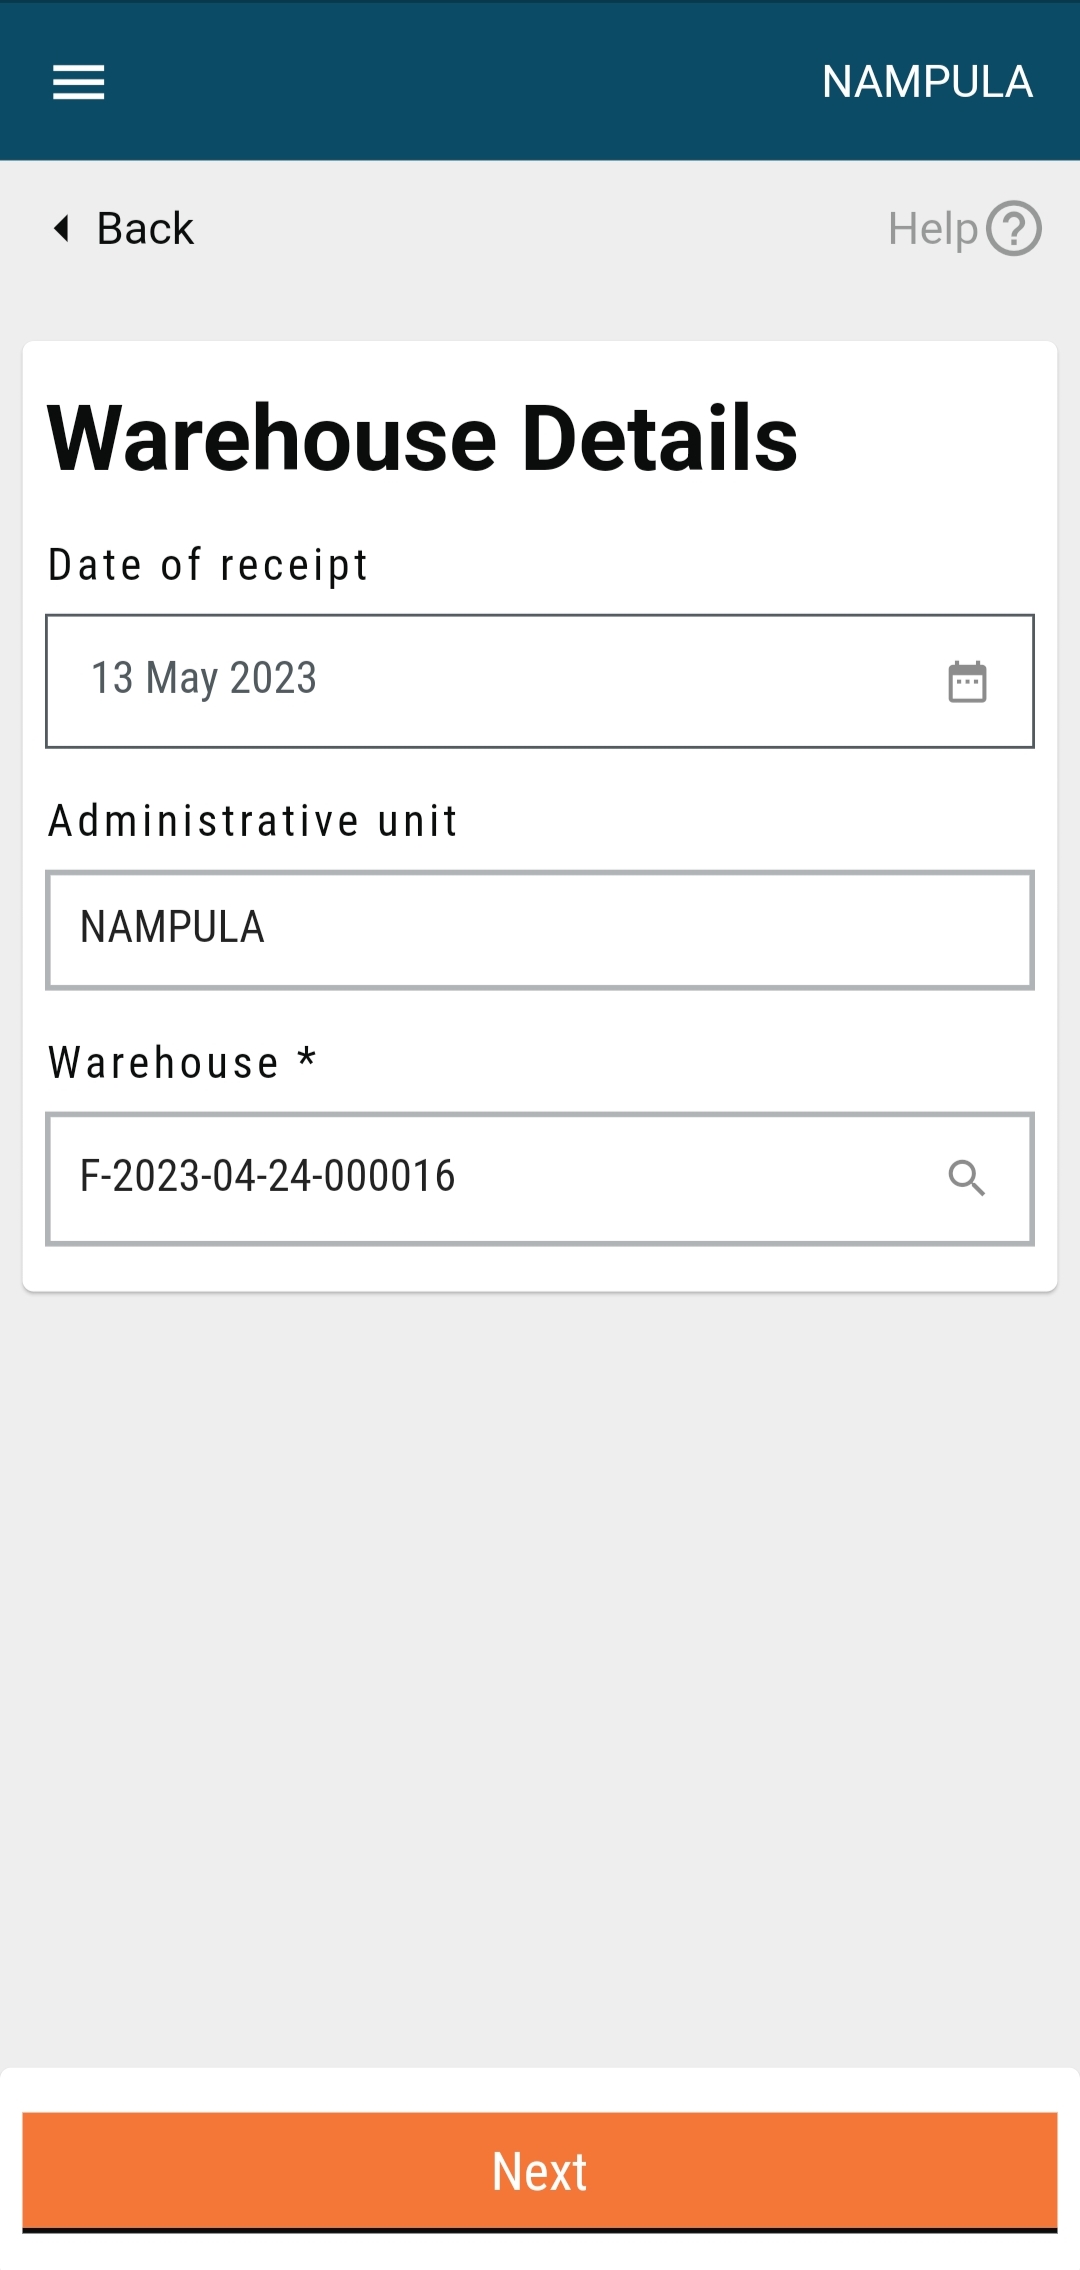 NAMPULA
Back
Help
Warehouse Details
Date of receipt
13 May 2023
Administrative unit
NAMPULA
Warehouse *
F-2023-04-24-000016
Next